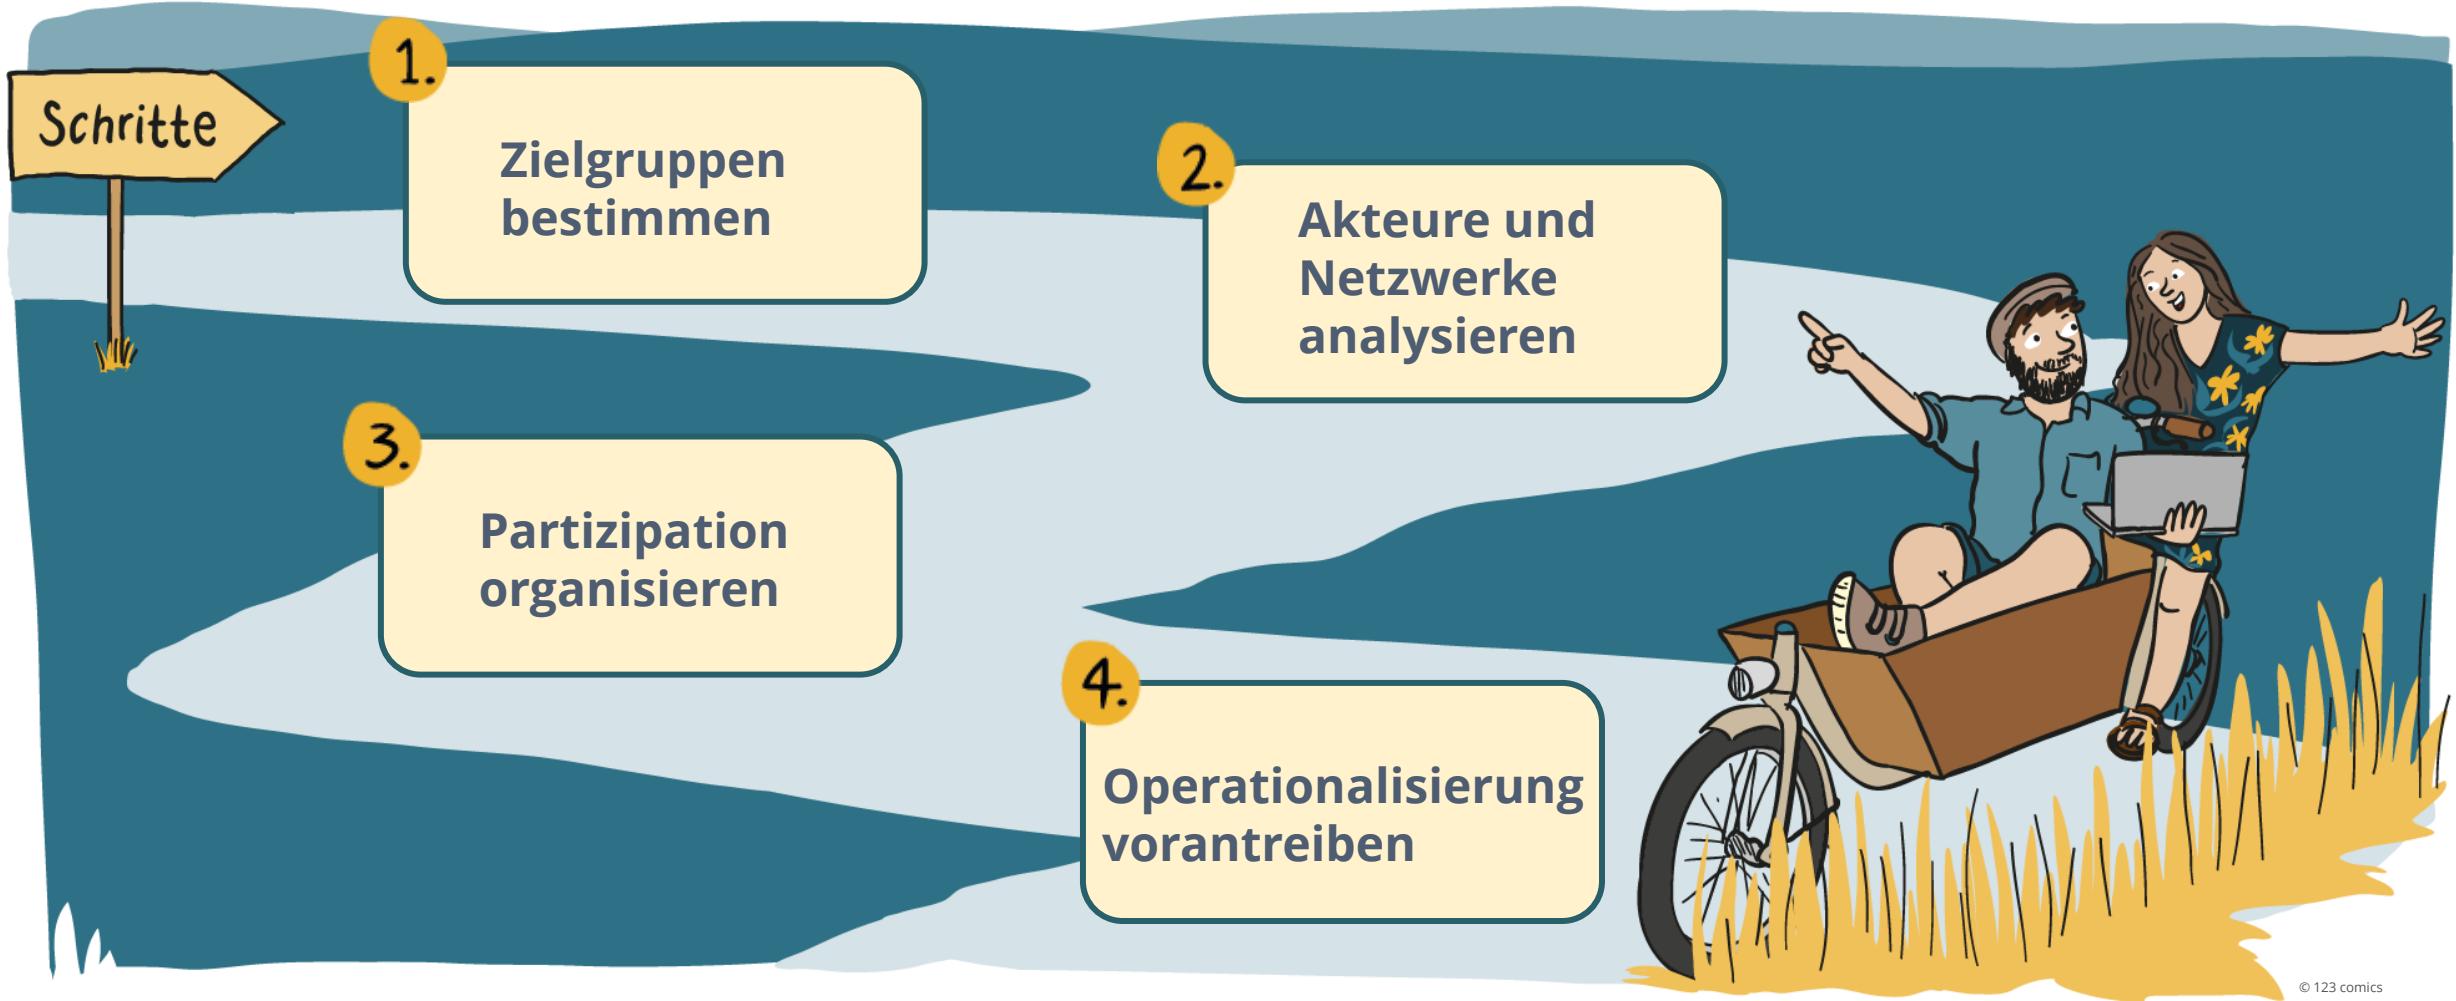 Schritte
1.
Zielgruppen
bestimmen
2.
Akteure und
Netzwerke
analysieren
3.
Partizipation
organisieren
4.
Operationalisierung
vorantreiben
© 123 comics